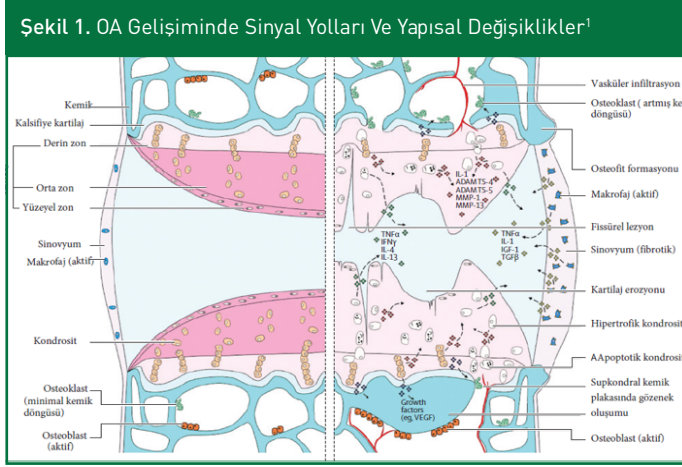 Şekil 1. OA Gelişiminde Sinyal Yolları Ve Yapısal Değişiklikler¹
Kemik
Kalsifiye kartilaj
Derin zon
Orta zon
Yüzeyel zon
Sinovyum
Makrofaj (aktif)
Kondrosit
Osteoklast
(minimal kemik
döngüsü)
Osteoblast
(aktif)
IL-1
ADAMTS-4
ADAMTS-5
MMP-3
MMP-13
TNFα
IFNγ
IL-4
IL-13
TNFα
IL-1
IGF-1
TGFβ
Growth
factors
(eg, VEGF)
Vasküler infiltrasyon
Osteoklast ( artmış ke
döngüsü)
Osteofit formasyonu
Makrofaj (aktif)
Fissürel lezyon
Sinovyum (fibrotik)
Kartilaj erozyonu
Hipertrofik kondrosit
AApoptotik kondrosit
Supkondral kemik
plakasında gözenek
oluşumu
Osteoblast (aktif)